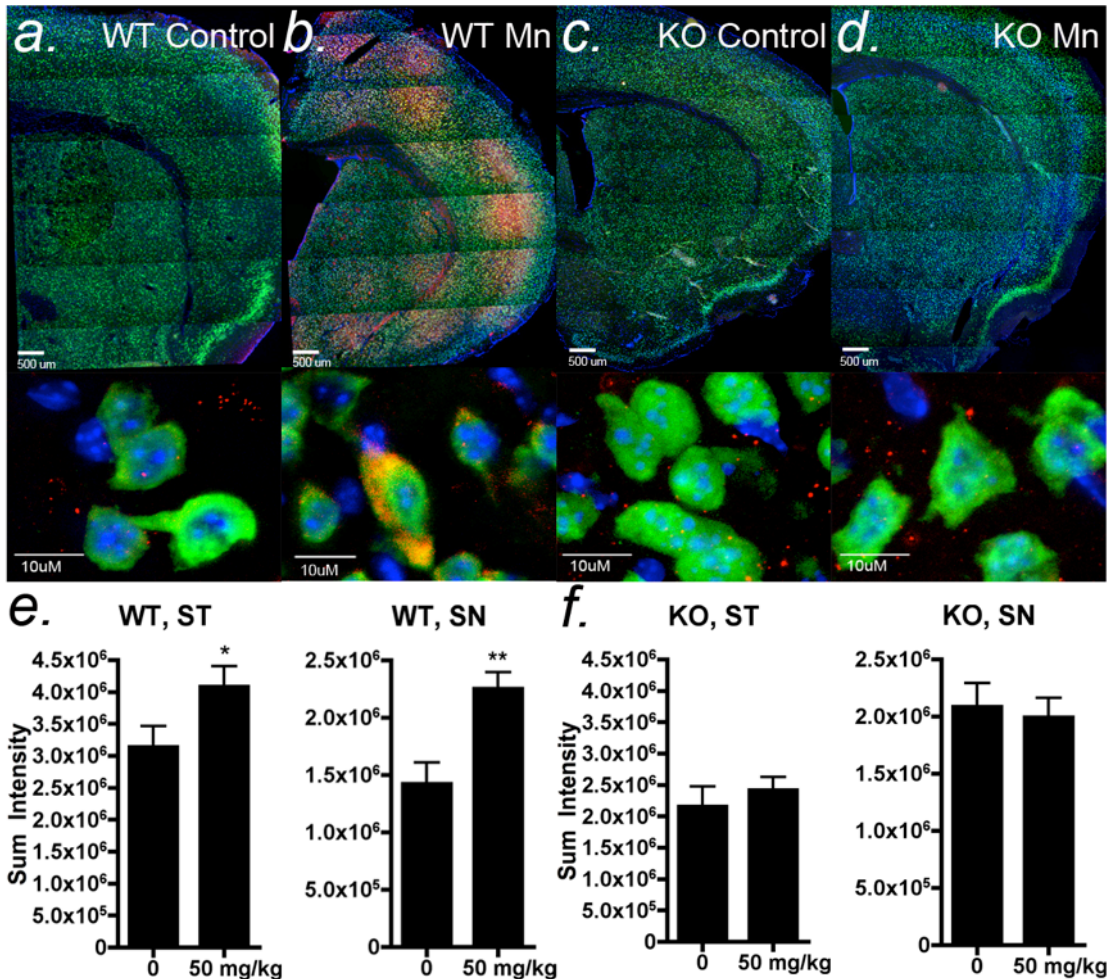 a. WT Control
b. WT Mn
c. KO Control
d. KO Mn
500 um
500 um
500 um
500 um
10uM
10uM
10uM
10uM
e. WT, ST
WT, SN
f. KO, ST
KO, SN
Sum Intensity
4.5x10⁶
4.0x10⁶
3.5x10⁶
3.0x10⁶
2.5x10⁶
2.0x10⁶
1.5x10⁶
1.0x10⁶
5.0x10⁵
0
*
0 50 mg/kg
2.5x10⁶
2.0x10⁶
1.5x10⁶
1.0x10⁶
5.0x10⁵
0
**
0 50 mg/kg
Sum Intensity
4.5x10⁶
4.0x10⁶
3.5x10⁶
3.0x10⁶
2.5x10⁶
2.0x10⁶
1.5x10⁶
1.0x10⁶
5.0x10⁵
0
0 50 mg/kg
2.5x10⁶
2.0x10⁶
1.5x10⁶
1.0x10⁶
5.0x10⁵
0
0 50 mg/kg